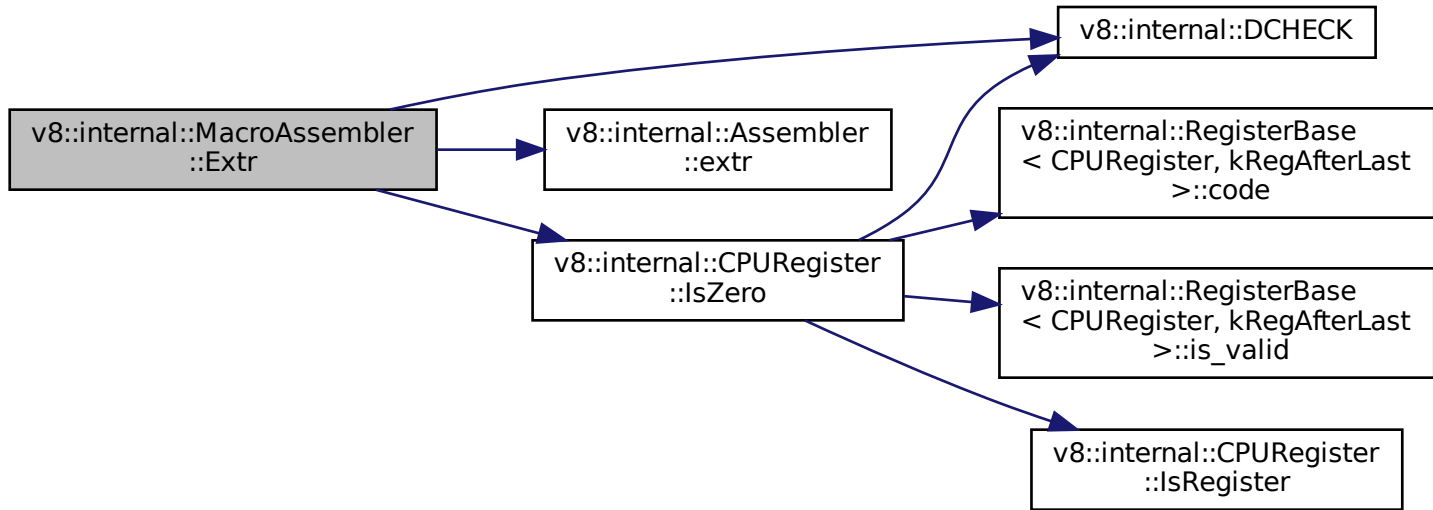 v8::internal::DCHECK
v8::internal::MacroAssembler
::Extr
v8::internal::Assembler
::extr
v8::internal::RegisterBase
< CPURegister, kRegAfterLast
>::code
v8::internal::CPURegister
::IsZero
v8::internal::RegisterBase
< CPURegister, kRegAfterLast
>::is_valid
v8::internal::CPURegister
::IsRegister